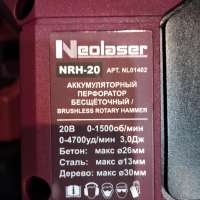 Neolaser
NRH-20 АРТ. NL01402
АККУМУЛЯТОРНЫЙ
ПЕРФОРАТОР
БЕСЩЁТОЧНЫЙ /
BRUSHLESS ROTARY HAMMER
20В 0-1500об/мин
0-4700уд/мин 3,0Дж
Бетон: макс ø26мм
Сталь: макс ø13мм
Дерево: макс ø30мм